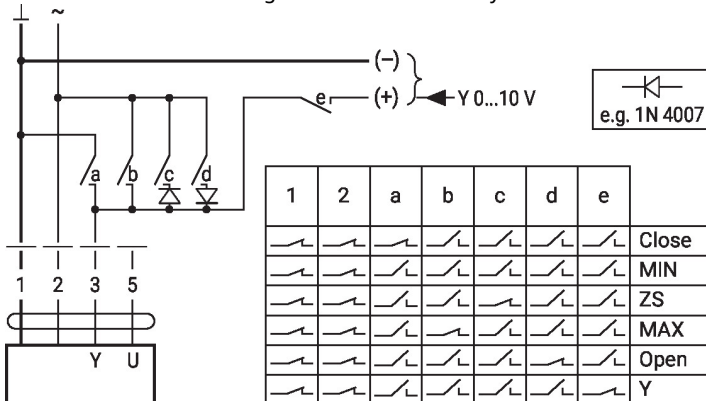 ⊥ ~
(–)
e (+) Y 0...10 V
e.g. 1N 4007
a b c d
1 2 a b c d e
Close
MIN
1 2 3 5
ZS
MAX
Y U
Open
Y